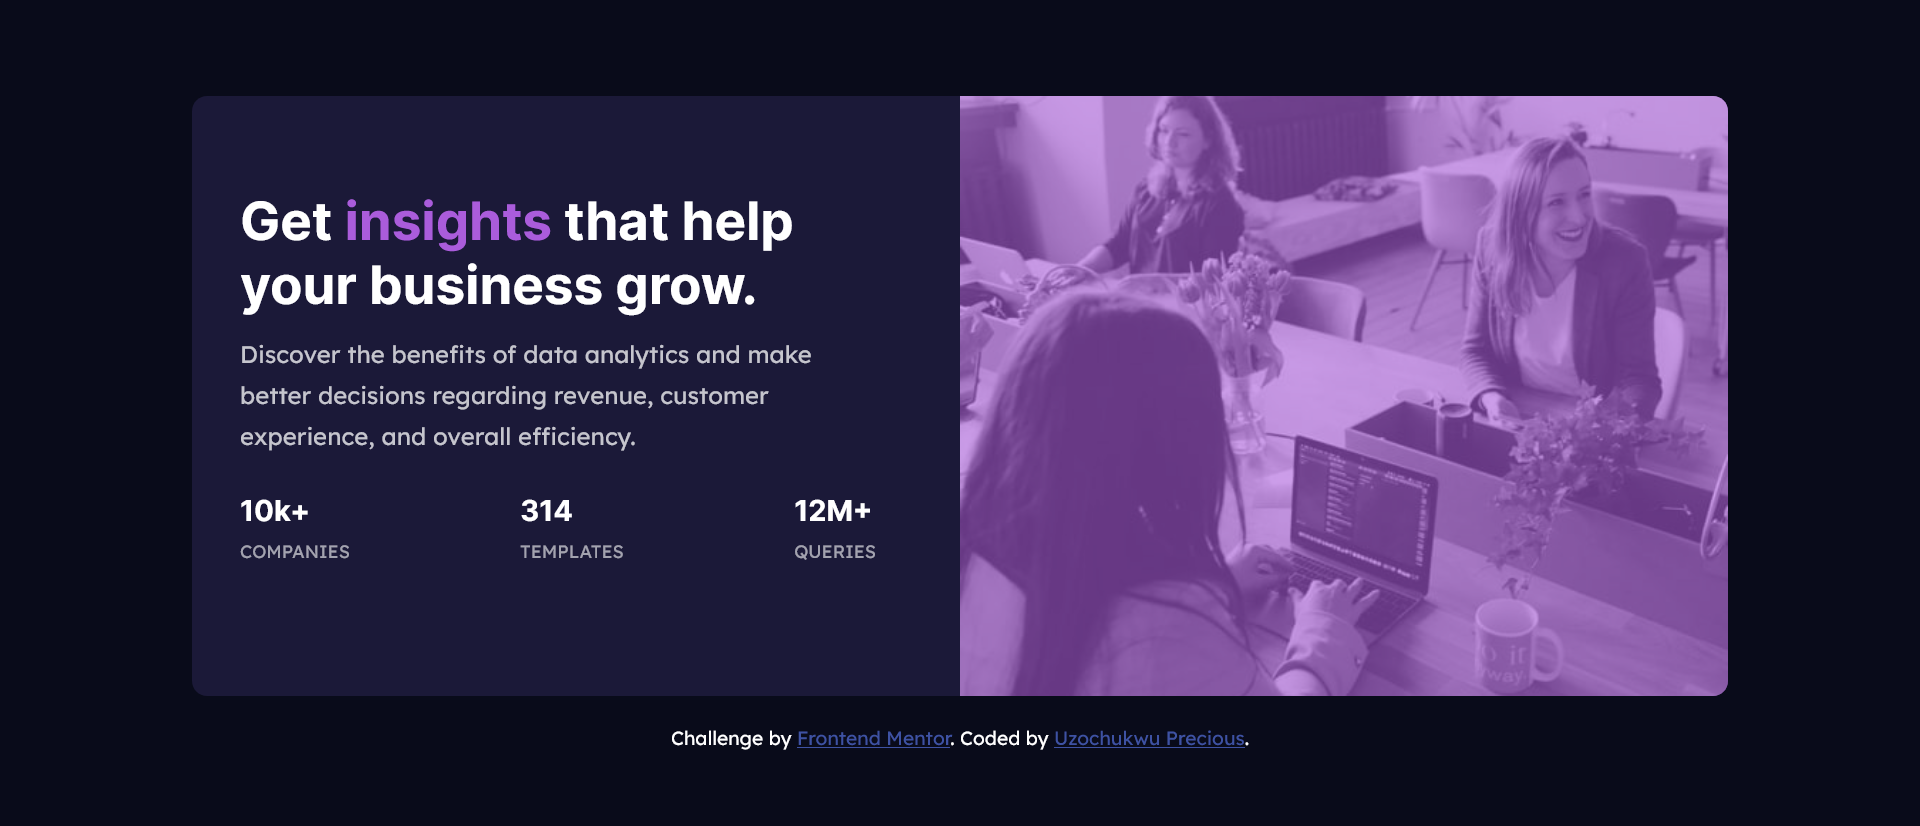 Get insights that help
your business grow.
Discover the benefits of data analytics and make
better decisions regarding revenue, customer
experience, and overall efficiency.
10k+
COMPANIES
314
TEMPLATES
12M+
QUERIES
Challenge by Frontend Mentor. Coded by Uzochukwu Precious.